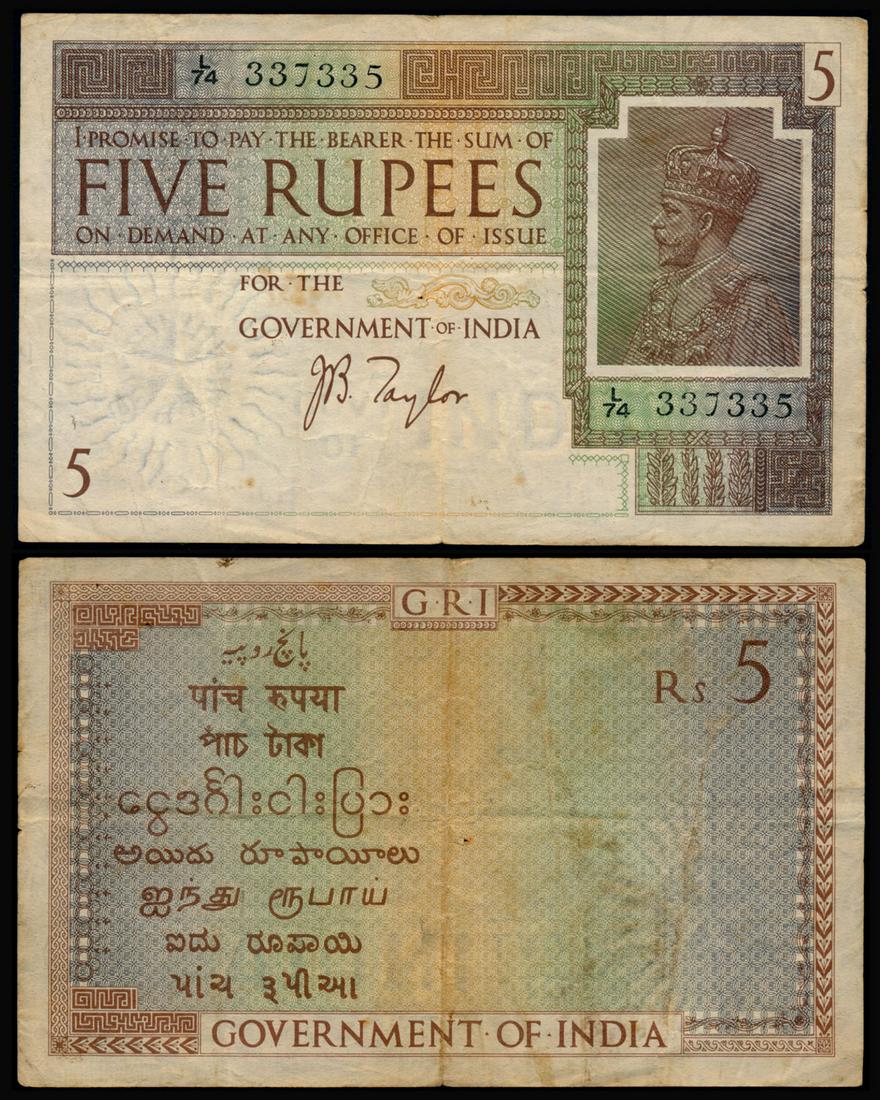 L/74 337335
5
I·PROMISE·TO·PAY·THE·BEARER·THE·SUM·OF
FIVE RUPEES
ON·DEMAND·AT·ANY·OFFICE·OF·ISSUE
FOR·THE
GOVERNMENT·OF·INDIA
JB. Taylor
L/74 337335
5
G·R·I
پانچ روپیہ
Rs. 5
पांच रुपया
পাঁচ টাকা
ငွေဒင်္ဂါးငါးပြား
అయిదు రూపాయీలు
ஐந்து ரூபாய்
ಐದು ರೂಪಾಯಿ
પાંચ રૂપીઆ
GOVERNMENT·OF·INDIA